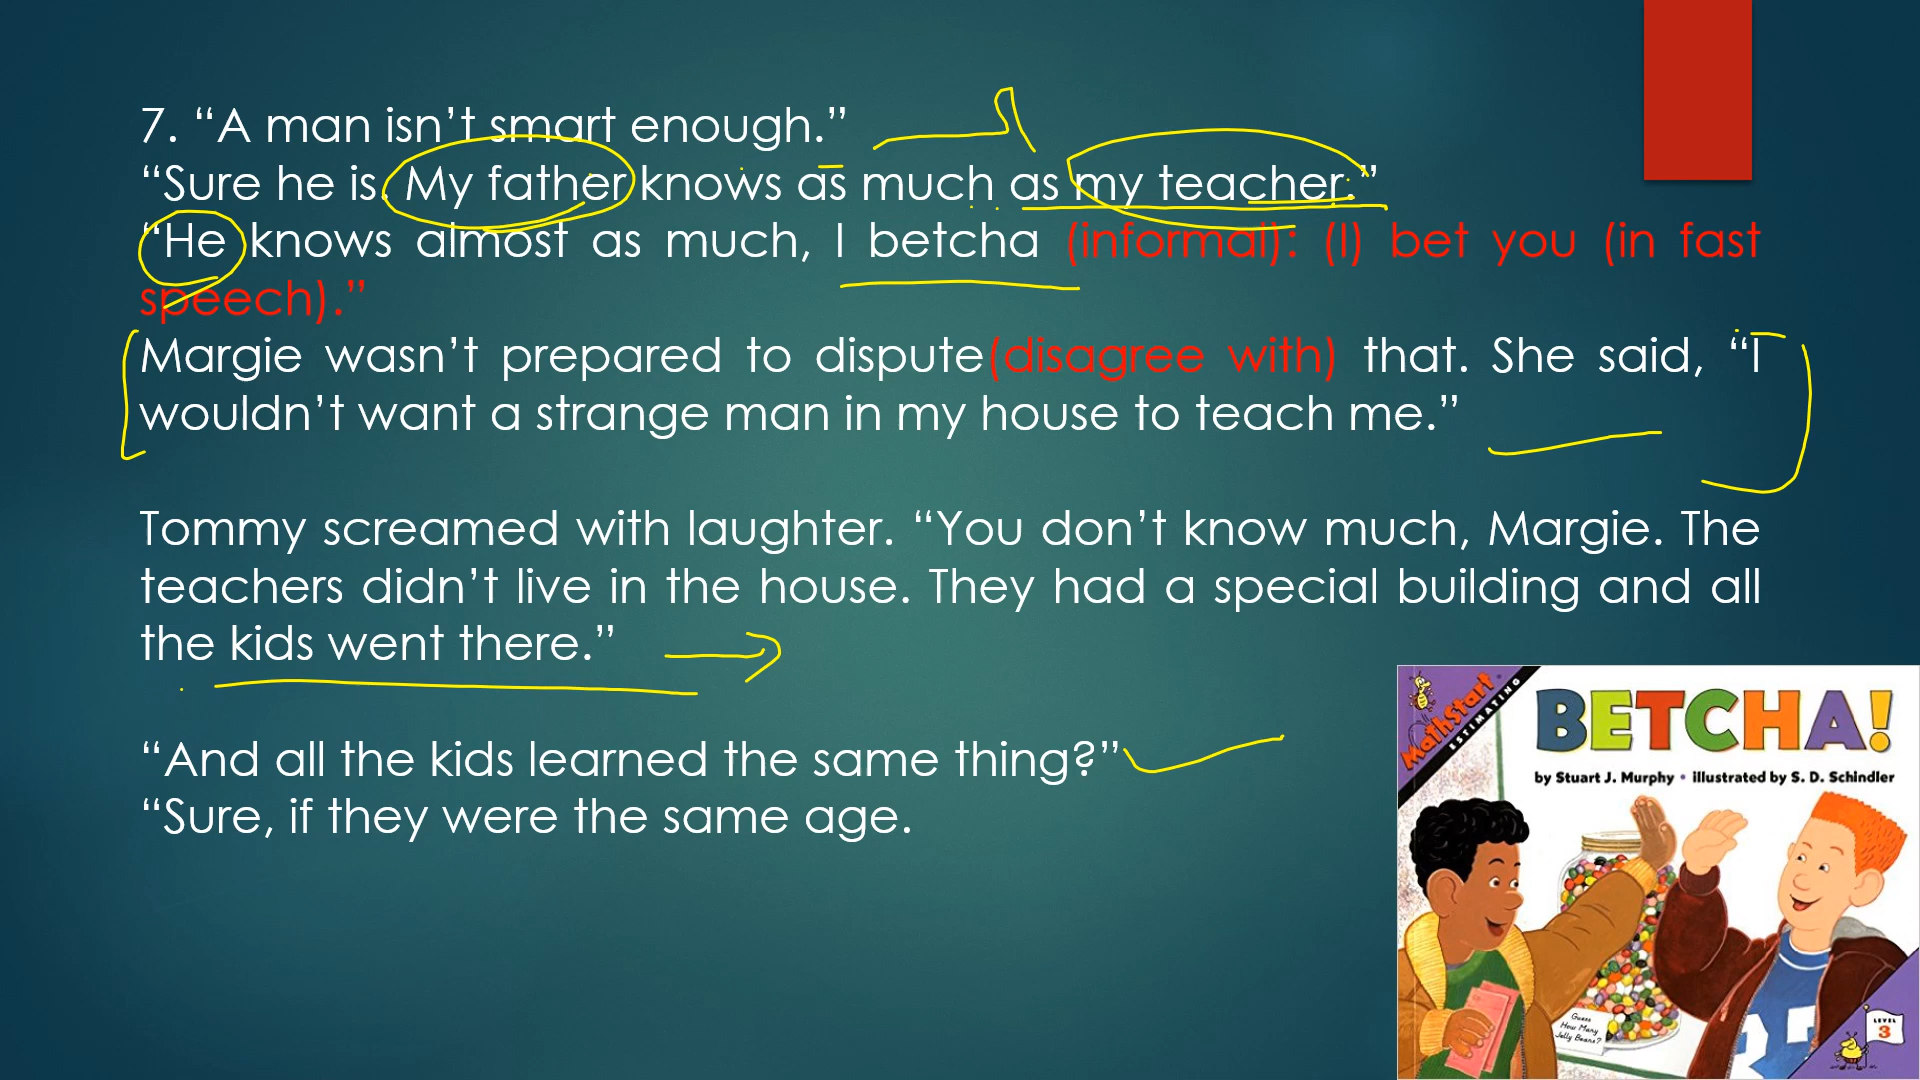 7. “A man isn’t smart enough.”
“Sure he is. My father knows as much as my teacher.”
“He knows almost as much, I betcha (informal): (I) bet you (in fast
speech).”
Margie wasn’t prepared to dispute(disagree with) that. She said, “I
wouldn’t want a strange man in my house to teach me.”
Tommy screamed with laughter. “You don’t know much, Margie. The
teachers didn’t live in the house. They had a special building and all
the kids went there.”
“And all the kids learned the same thing?”
“Sure, if they were the same age.
MathStart
ESTIMATING
BETCHA!
by Stuart J. Murphy • illustrated by S. D. Schindler
Guess
How Many
Jelly Beans?
LEVEL
3